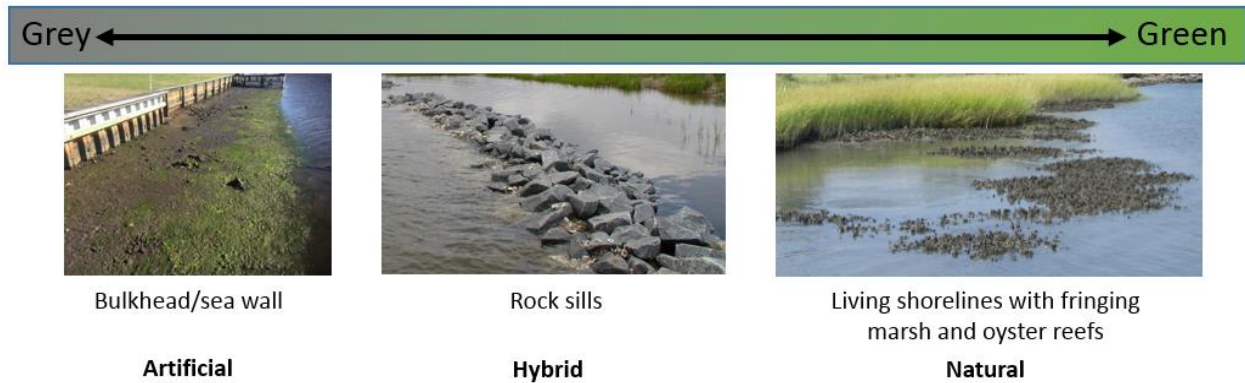 Grey
Green
Bulkhead/sea wall
Rock sills
Living shorelines with fringing
marsh and oyster reefs
Artificial
Hybrid
Natural